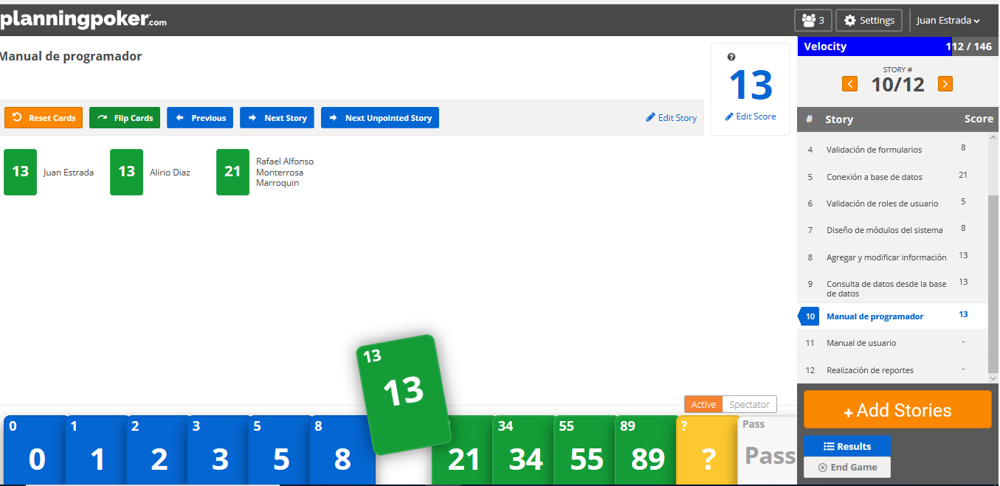 planningpoker.com
3
Settings
Juan Estrada
Manual de programador
?
13
Edit Score
Reset Cards
Flip Cards
Previous
Next Story
Next Unpointed Story
Edit Story
13
Juan Estrada
13
Alirio Diaz
21
Rafael Alfonso
Monterrosa
Marroquin
Velocity
112 / 146
STORY #
10/12
# Story Score
4 Validación de formularios 8
5 Conexión a base de datos 21
6 Validación de roles de usuario 5
7 Diseño de módulos del sistema 8
8 Agregar y modificar información 13
9 Consulta de datos desde la base 13
de datos
10 Manual de programador 13
11 Manual de usuario -
12 Realización de reportes -
13
13
Active
Spectator
0
0
1
1
2
2
3
3
5
5
8
8
21
34
34
55
55
89
89
?
?
Pass
Pass
+ Add Stories
Results
End Game